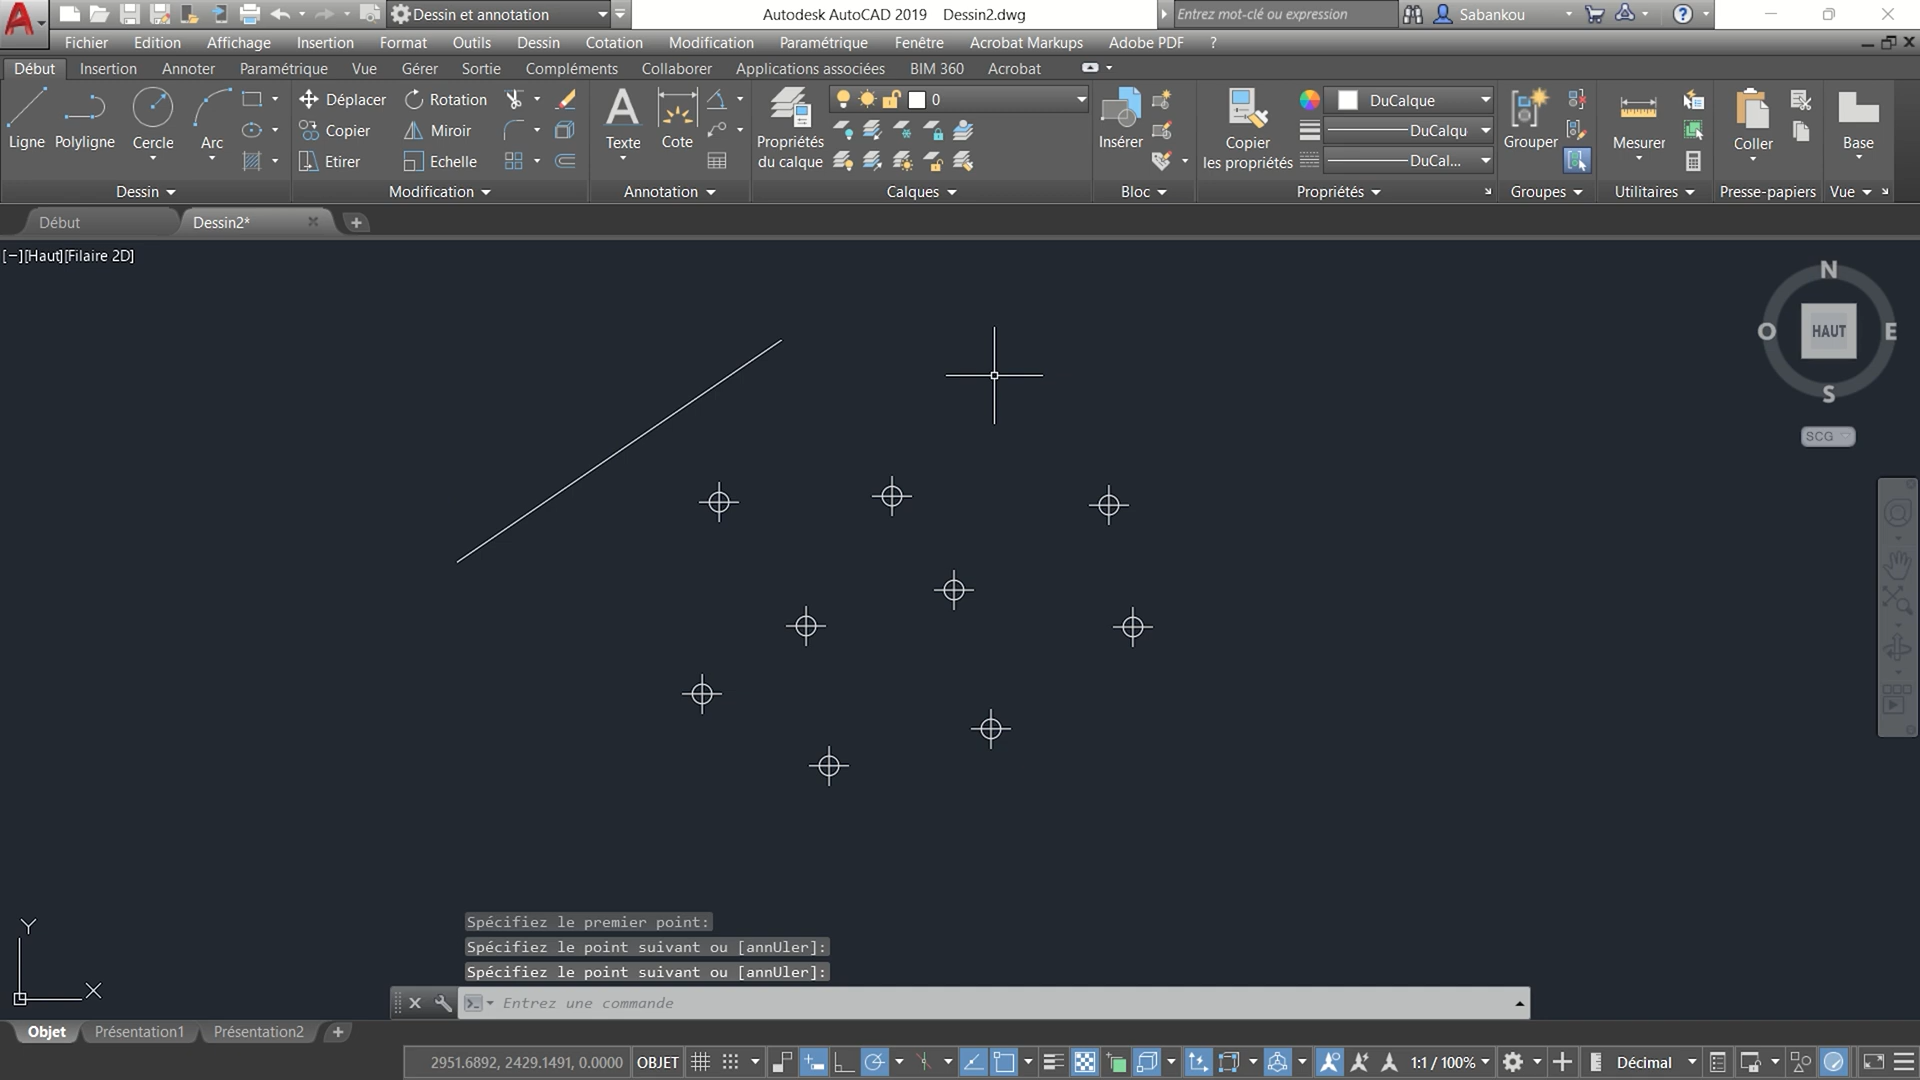 Dessin et annotation
Autodesk AutoCAD 2019 Dessin2.dwg
Entrez mot-clé ou expression
Sabankou
Fichier Edition Affichage Insertion Format Outils Dessin Cotation Modification Paramétrique Fenêtre Acrobat Markups Adobe PDF ?
Début Insertion Annoter Paramétrique Vue Gérer Sortie Compléments Collaborer Applications associées BIM 360 Acrobat
Ligne Polyligne Cercle Arc
Déplacer Rotation
Copier Miroir
Etirer Echelle
Texte Cote
Propriétés
du calque
0
Insérer
Copier
les propriétés
DuCalque
DuCalqu
DuCal...
Grouper
Mesurer
Coller
Base
Dessin Modification Annotation Calques Bloc Propriétés Groupes Utilitaires Presse-papiers Vue
Début Dessin2*
[−][Haut][Filaire 2D]
N
O HAUT E
S
SCG
Y
X
Spécifiez le premier point:
Spécifiez le point suivant ou [annUler]:
Spécifiez le point suivant ou [annUler]:
Entrez une commande
Objet Présentation1 Présentation2 +
2951.6892, 2429.1491, 0.0000 OBJET 1:1 / 100% Décimal